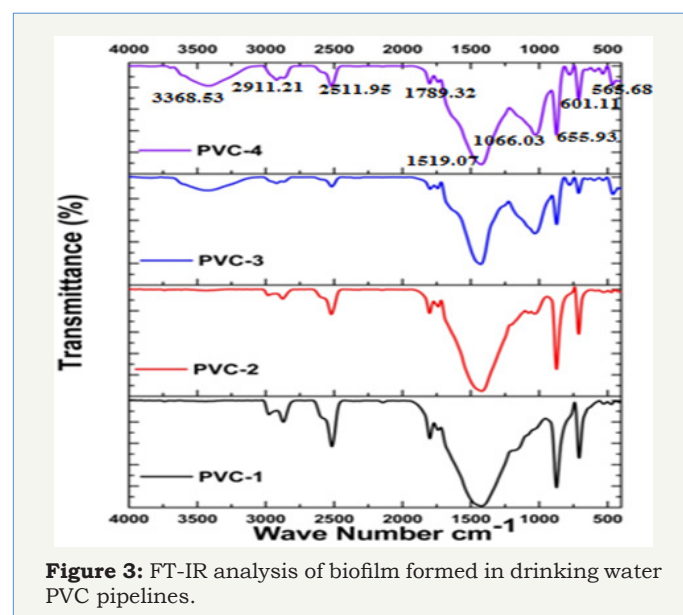 4000 3500 3000 2500 2000 1500 1000 500
3368.53 2911.21 2511.95 1789.32 1519.07 1066.03 655.93 601.11 565.68
PVC-4
PVC-3
PVC-2
PVC-1
Transmittance (%)
4000 3500 3000 2500 2000 1500 1000 500
Wave Number cm-1
Figure 3: FT-IR analysis of biofilm formed in drinking water
PVC pipelines.